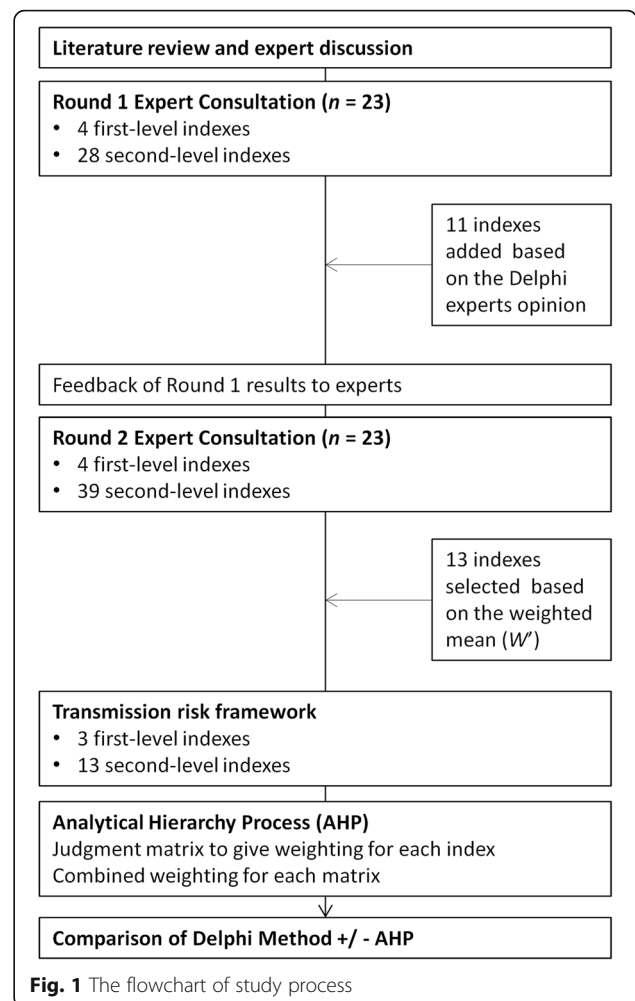 Literature review and expert discussion
Round 1 Expert Consultation (n = 23)
• 4 first-level indexes
• 28 second-level indexes
11 indexes
added based
on the Delphi
experts opinion
Feedback of Round 1 results to experts
Round 2 Expert Consultation (n = 23)
• 4 first-level indexes
• 39 second-level indexes
13 indexes
selected based
on the weighted
mean (W′)
Transmission risk framework
• 3 first-level indexes
• 13 second-level indexes
Analytical Hierarchy Process (AHP)
Judgment matrix to give weighting for each index
Combined weighting for each matrix
Comparison of Delphi Method +/ - AHP
Fig. 1 The flowchart of study process